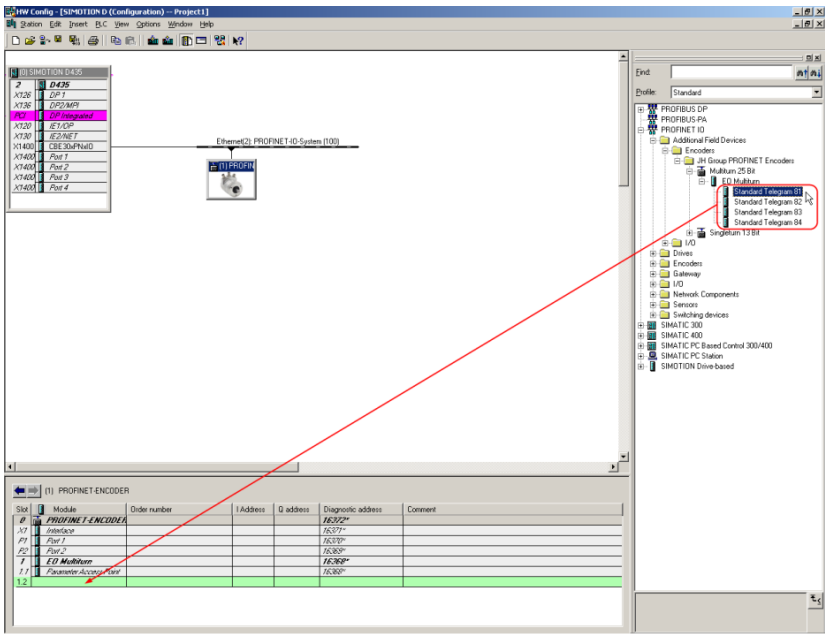 HW Config - [SIMOTION D (Configuration) -- Project1]
Station Edit Insert PLC View Options Window Help
(0) SIMOTION D435
2 D435
X126 DP 1
X136 DP2/MPI
PCI DP Integrated
X120 IE1/OP
X130 IE2/NET
X1400 CBE30xPNxIO
X1400 Port 1
X1400 Port 2
X1400 Port 3
X1400 Port 4
Ethernet(2): PROFINET-IO-System (100)
(1) PROFIN
Find:
Profile: Standard
PROFIBUS DP
PROFIBUS-PA
PROFINET IO
Additional Field Devices
Encoders
JH Group PROFINET Encoders
Multiturn 25 Bit
EO Multiturn
Standard Telegram 81
Standard Telegram 82
Standard Telegram 83
Standard Telegram 84
Singleturn 13 Bit
I/O
Drives
Encoders
Gateway
I/O
Network Components
Sensors
Switching devices
SIMATIC 300
SIMATIC 400
SIMATIC PC Based Control 300/400
SIMATIC PC Station
SIMOTION Drive-based
(1) PROFINET-ENCODER
Slot Module Order number I Address Q address Diagnostic address Comment
0 PROFINET-ENCODER 16372*
X1 Interface 16371*
P1 Port 1 16370*
P2 Port 2 16369*
1 EO Multiturn 16368*
1.1 Parameter Access Point 16368*
1.2